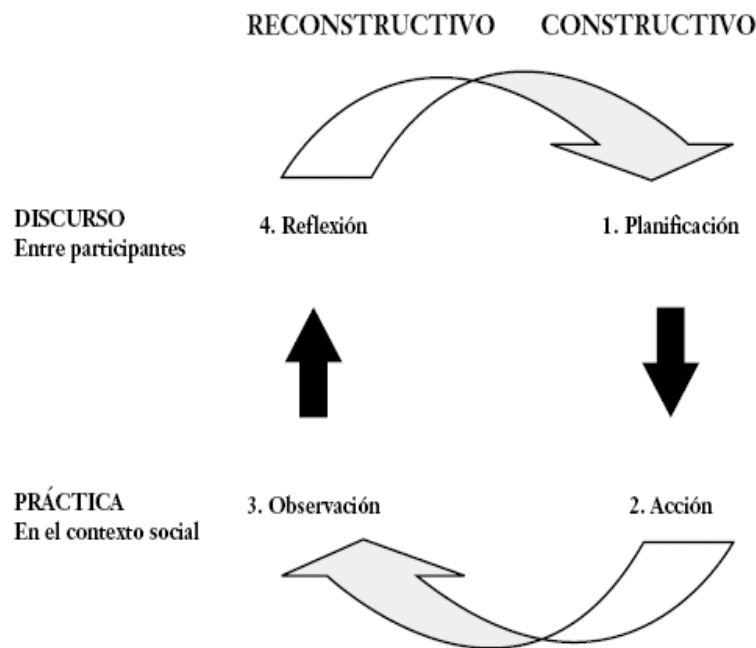 RECONSTRUCTIVO CONSTRUCTIVO
DISCURSO
Entre participantes
4. Reflexión
1. Planificación
PRÁCTICA
En el contexto social
3. Observación
2. Acción